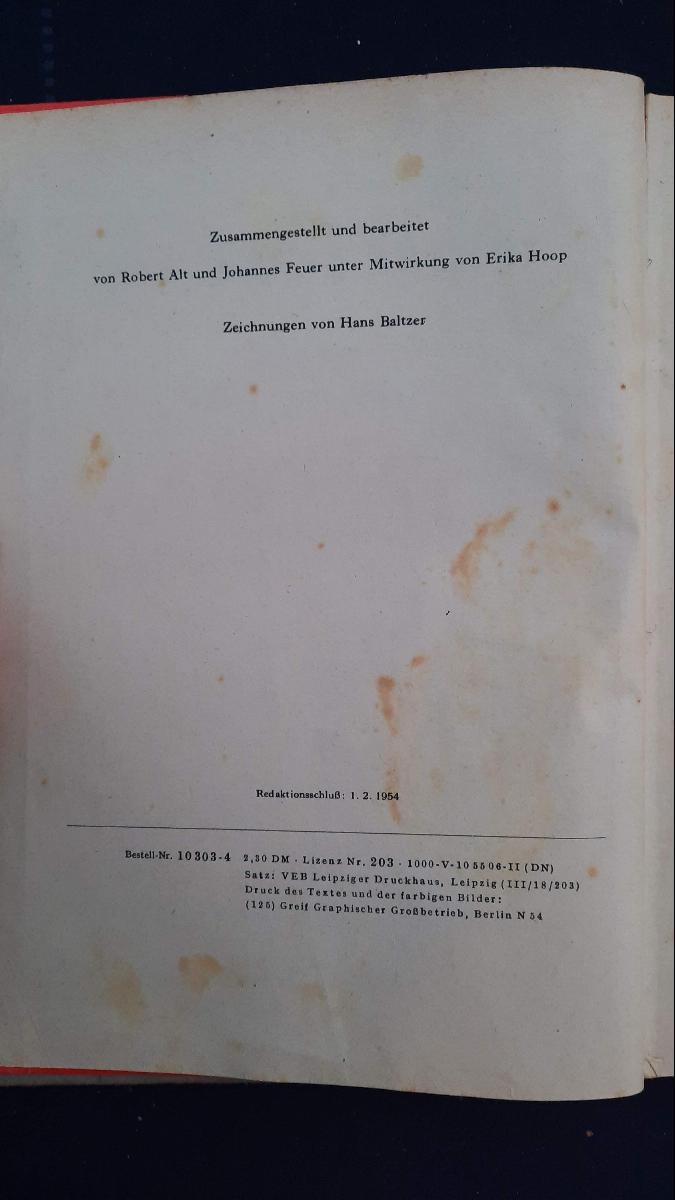 Zusammengestellt und bearbeitet
von Robert Alt und Johannes Feuer unter Mitwirkung von Erika Hoop
Zeichnungen von Hans Baltzer
Redaktionsschluß: 1. 2. 1954
Bestell-Nr. 10 303-4 2,30 DM · Lizenz Nr. 203 · 1000-V-10 55 06-II (DN)
Satz: VEB Leipziger Druckhaus, Leipzig (III/18/203)
Druck des Textes und der farbigen Bilder:
(125) Greif Graphischer Großbetrieb, Berlin N 54